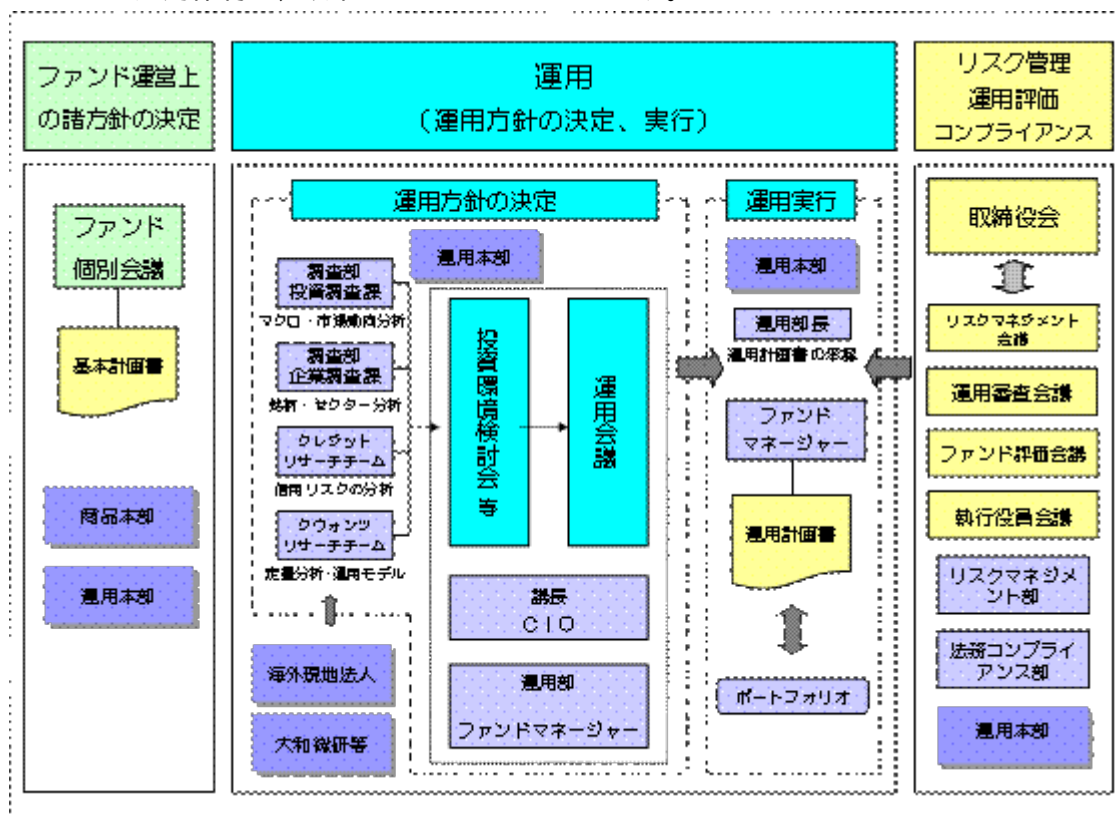 ファンド運営上
の諸方針の決定
ファンド
個別会議
基本計画書
商品本部
運用本部
運用
(運用方針の決定、実行)
運用方針の決定
運用本部
調査部
投資調査課
マクロ・市場動向分析
調査部
企業調査課
銘柄・セクター分析
クレジット
リサーチチーム
信用リスクの分析
クウォンツ
リサーチチーム
定量分析・運用モデル
海外現地法人
大和総研等
投資環境検討会 等
運用会議
議長
CIO
運用部
ファンドマネージャー
運用実行
運用本部
運用部長
運用計画書の承認
ファンド
マネージャー
運用計画書
ポートフォリオ
リスク管理
運用評価
コンプライアンス
取締役会
リスクマネジメント
会議
運用審査会議
ファンド評価会議
執行役員会議
リスクマネジメ
ント部
法務コンプライ
アンス部
運用本部